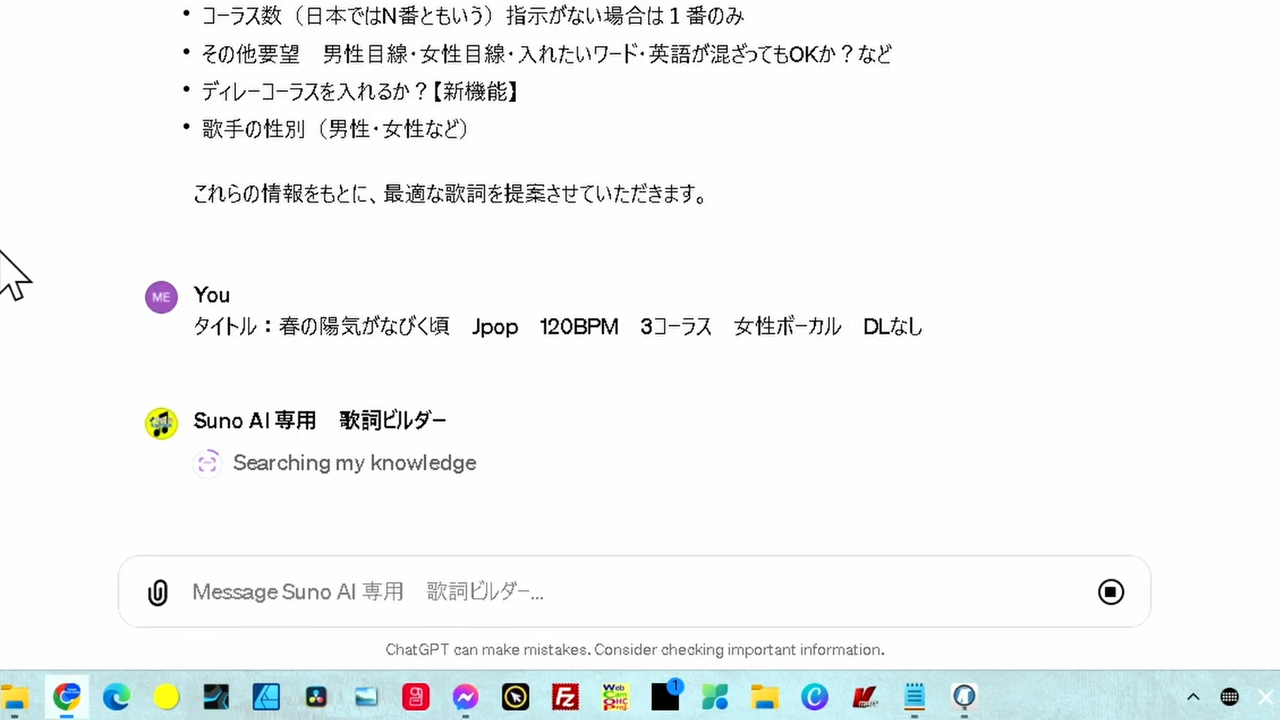 • コーラス数（日本ではN番ともいう）指示がない場合は１番のみ
• その他要望　男性目線・女性目線・入れたいワード・英語が混ざってもOKか？など
• ディレーコーラスを入れるか？【新機能】
• 歌手の性別（男性・女性など）
これらの情報をもとに、最適な歌詞を提案させていただきます。
ME
You
タイトル：春の陽気がなびく頃　Jpop　120BPM　3コーラス　女性ボーカル　DLなし
Suno AI 専用　歌詞ビルダー
Searching my knowledge
Message Suno AI 専用　歌詞ビルダー...
ChatGPT can make mistakes. Consider checking important information.
1